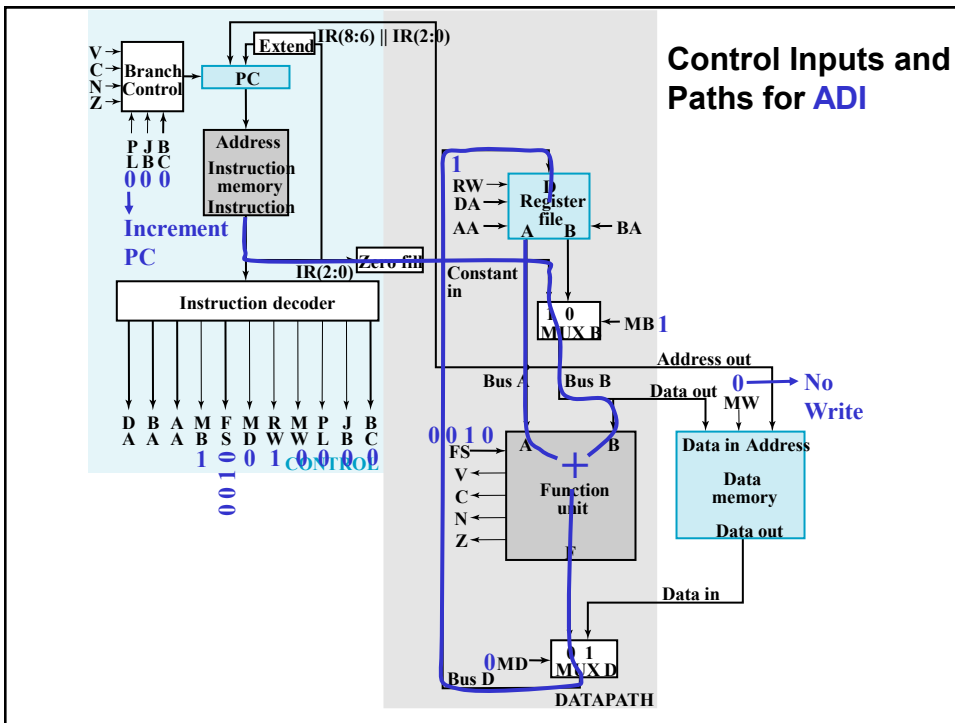 Control Inputs and
Paths for ADI
IR(8:6) || IR(2:0)
Extend
V
C
N
Z
Branch
Control
PC
P J B
L B C
0 0 0
Increment
PC
Address
Instruction
memory
Instruction
1
RW
DA
AA
D
Register
file
A B
BA
IR(2:0)
Zero fill
Constant
in
1 0
MUX B
MB 1
Instruction decoder
Address out
Bus A
Bus B
Data out
0
MW
No
Write
D B A M F M R M P J B
A A A B S D W W L B C
1 0010 0 1 0 0 0 0
CONTROL
0 0 1 0
FS
V
C
N
Z
A + B
Function
unit
F
Data in Address
Data
memory
Data out
Data in
0 MD
0 1
MUX D
Bus D
DATAPATH